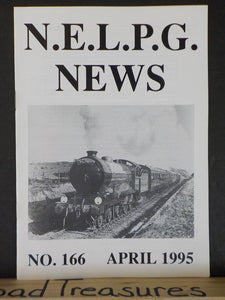 N.E.L.P.G.
NEWS
NO. 166 APRIL 1995
oad Treasures